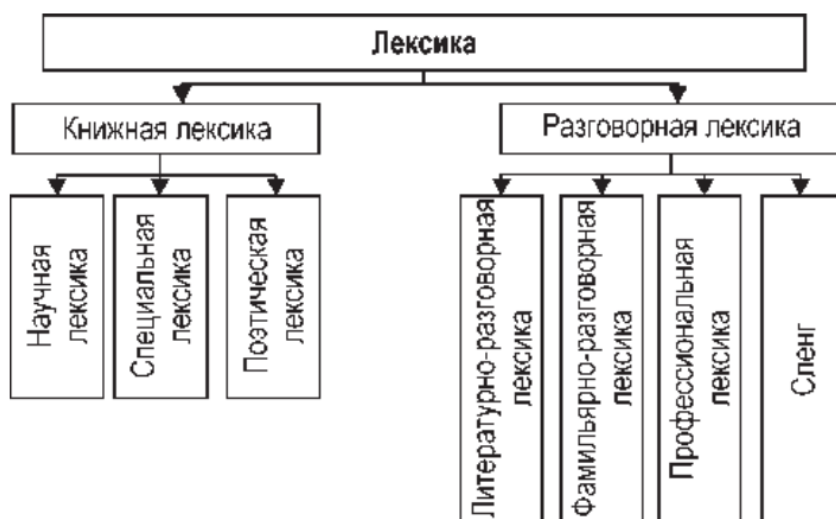 Лексика
Книжная лексика
Разговорная лексика
Научная
лексика
Специальная
лексика
Поэтическая
лексика
Литературно-разговорная
лексика
Фамильярно-разговорная
лексика
Профессиональная
лексика
Сленг